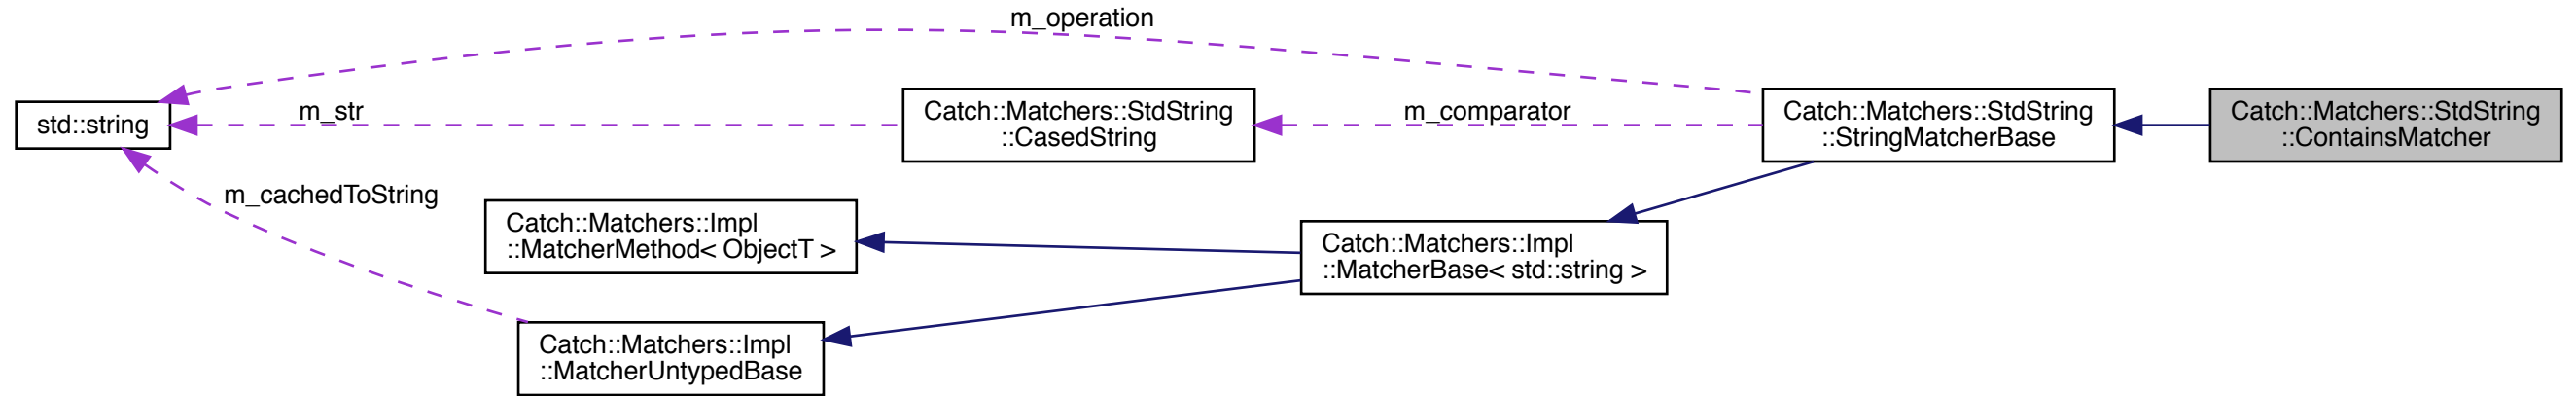 m_operation
std::string
m_str
Catch::Matchers::StdString
::CasedString
m_comparator
Catch::Matchers::StdString
::StringMatcherBase
Catch::Matchers::StdString
::ContainsMatcher
m_cachedToString
Catch::Matchers::Impl
::MatcherMethod< ObjectT >
Catch::Matchers::Impl
::MatcherBase< std::string >
Catch::Matchers::Impl
::MatcherUntypedBase